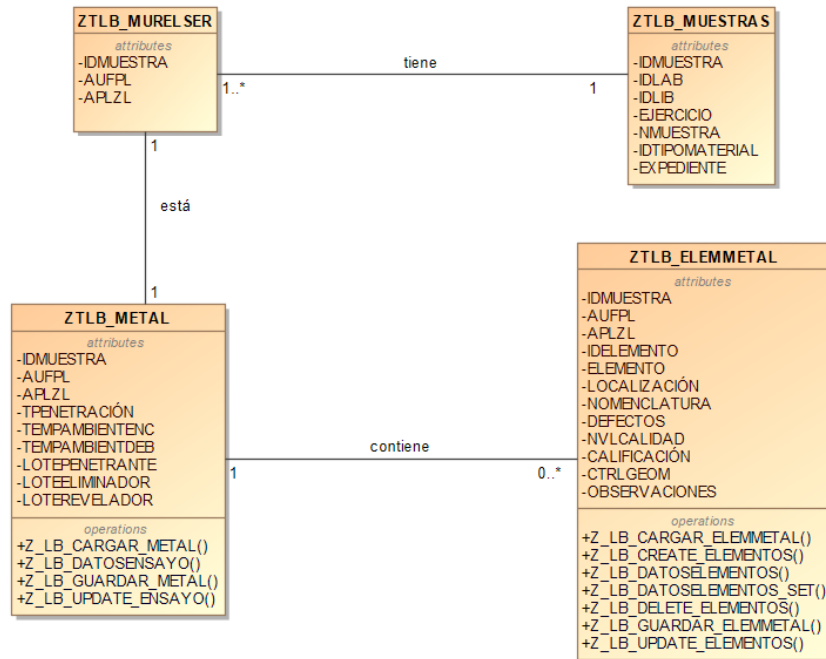 ZTLB_MURELSER
attributes
-IDMUESTRA
-AUFPL
-APLZL
1..*
tiene
1
ZTLB_MUESTRAS
attributes
-IDMUESTRA
-IDLAB
-IDLIB
-EJERCICIO
-NMUESTRA
-IDTIPOMATERIAL
-EXPEDIENTE
1
está
1
ZTLB_METAL
attributes
-IDMUESTRA
-AUFPL
-APLZL
-TPENETRACIÓN
-TEMPAMBIENTENC
-TEMPAMBIENTDEB
-LOTEPENETRANTE
-LOTEELIMINADOR
-LOTEREVELADOR
operations
+Z_LB_CARGAR_METAL()
+Z_LB_DATOSENSAYO()
+Z_LB_GUARDAR_METAL()
+Z_LB_UPDATE_ENSAYO()
1
contiene
0..*
ZTLB_ELEMMETAL
attributes
-IDMUESTRA
-AUFPL
-APLZL
-IDELEMENTO
-ELEMENTO
-LOCALIZACIÓN
-NOMENCLATURA
-DEFECTOS
-NVLCALIDAD
-CALIFICACIÓN
-CTRLGEOM
-OBSERVACIONES
operations
+Z_LB_CARGAR_ELEMMETAL()
+Z_LB_CREATE_ELEMENTOS()
+Z_LB_DATOSELEMENTOS()
+Z_LB_DATOSELEMENTOS_SET()
+Z_LB_DELETE_ELEMENTOS()
+Z_LB_GUARDAR_ELEMMETAL()
+Z_LB_UPDATE_ELEMENTOS()